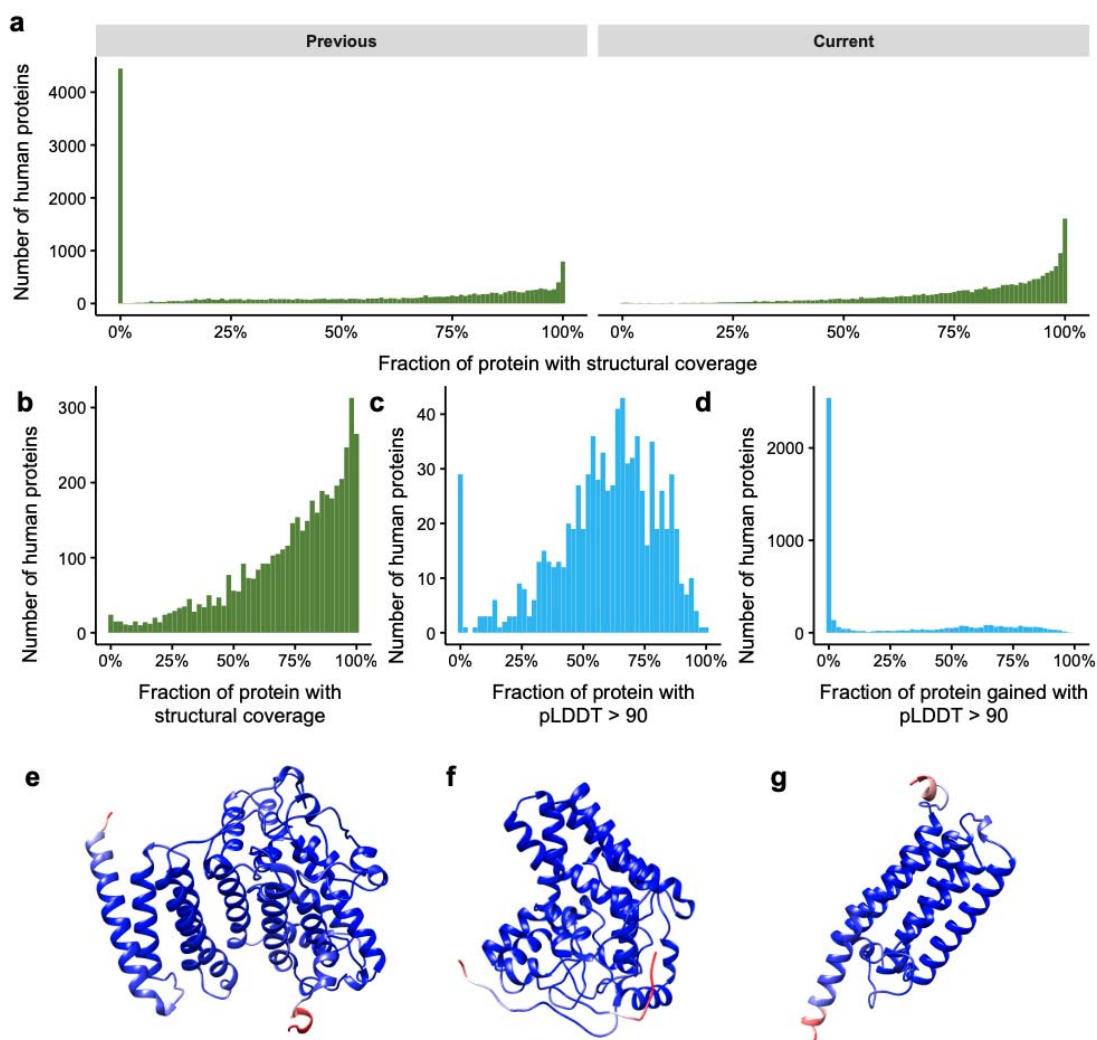 a
Previous
Current
Number of human proteins
4000
3000
2000
1000
0
0%
25%
50%
75%
100%
0%
25%
50%
75%
100%
Fraction of protein with structural coverage
b
Number of human proteins
300
200
100
0
0%
25%
50%
75%
100%
Fraction of protein with
structural coverage
c
Number of human proteins
40
30
20
10
0
0%
25%
50%
75%
100%
Fraction of protein with
pLDDT > 90
d
Number of human proteins
2000
1000
0
0%
25%
50%
75%
100%
Fraction of protein gained with
pLDDT > 90
e
f
g